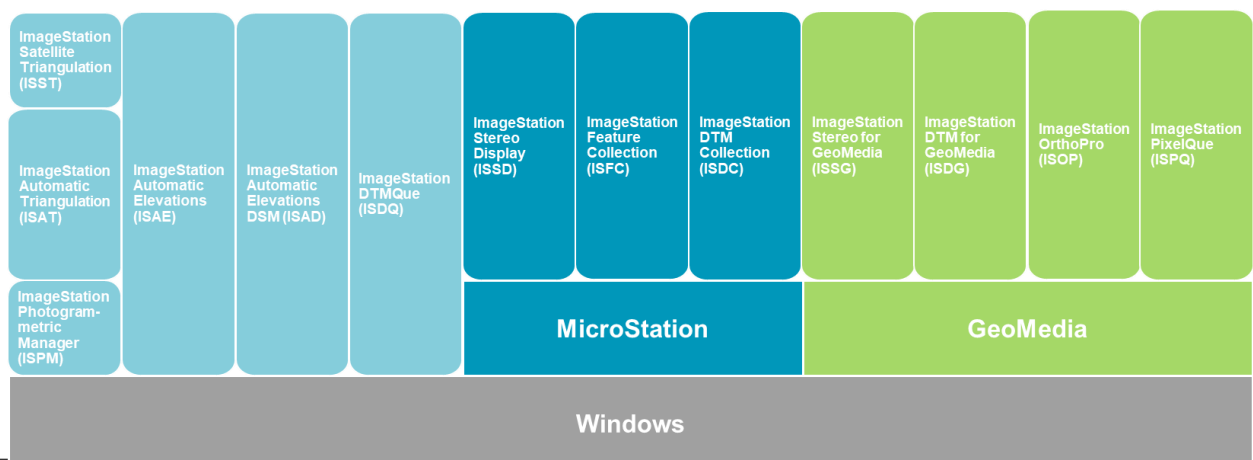 ImageStation
Satellite
Triangulation
(ISST)
ImageStation
Automatic
Triangulation
(ISAT)
ImageStation
Photogram-
metric
Manager
(ISPM)
ImageStation
Automatic
Elevations
(ISAE)
ImageStation
Automatic
Elevations
DSM (ISAD)
ImageStation
DTMQue
(ISDQ)
ImageStation
Stereo
Display
(ISSD)
ImageStation
Feature
Collection
(ISFC)
ImageStation
DTM
Collection
(ISDC)
ImageStation
Stereo for
GeoMedia
(ISSG)
ImageStation
DTM for
GeoMedia
(ISDG)
ImageStation
OrthoPro
(ISOP)
ImageStation
PixelQue
(ISPQ)
MicroStation
GeoMedia
Windows